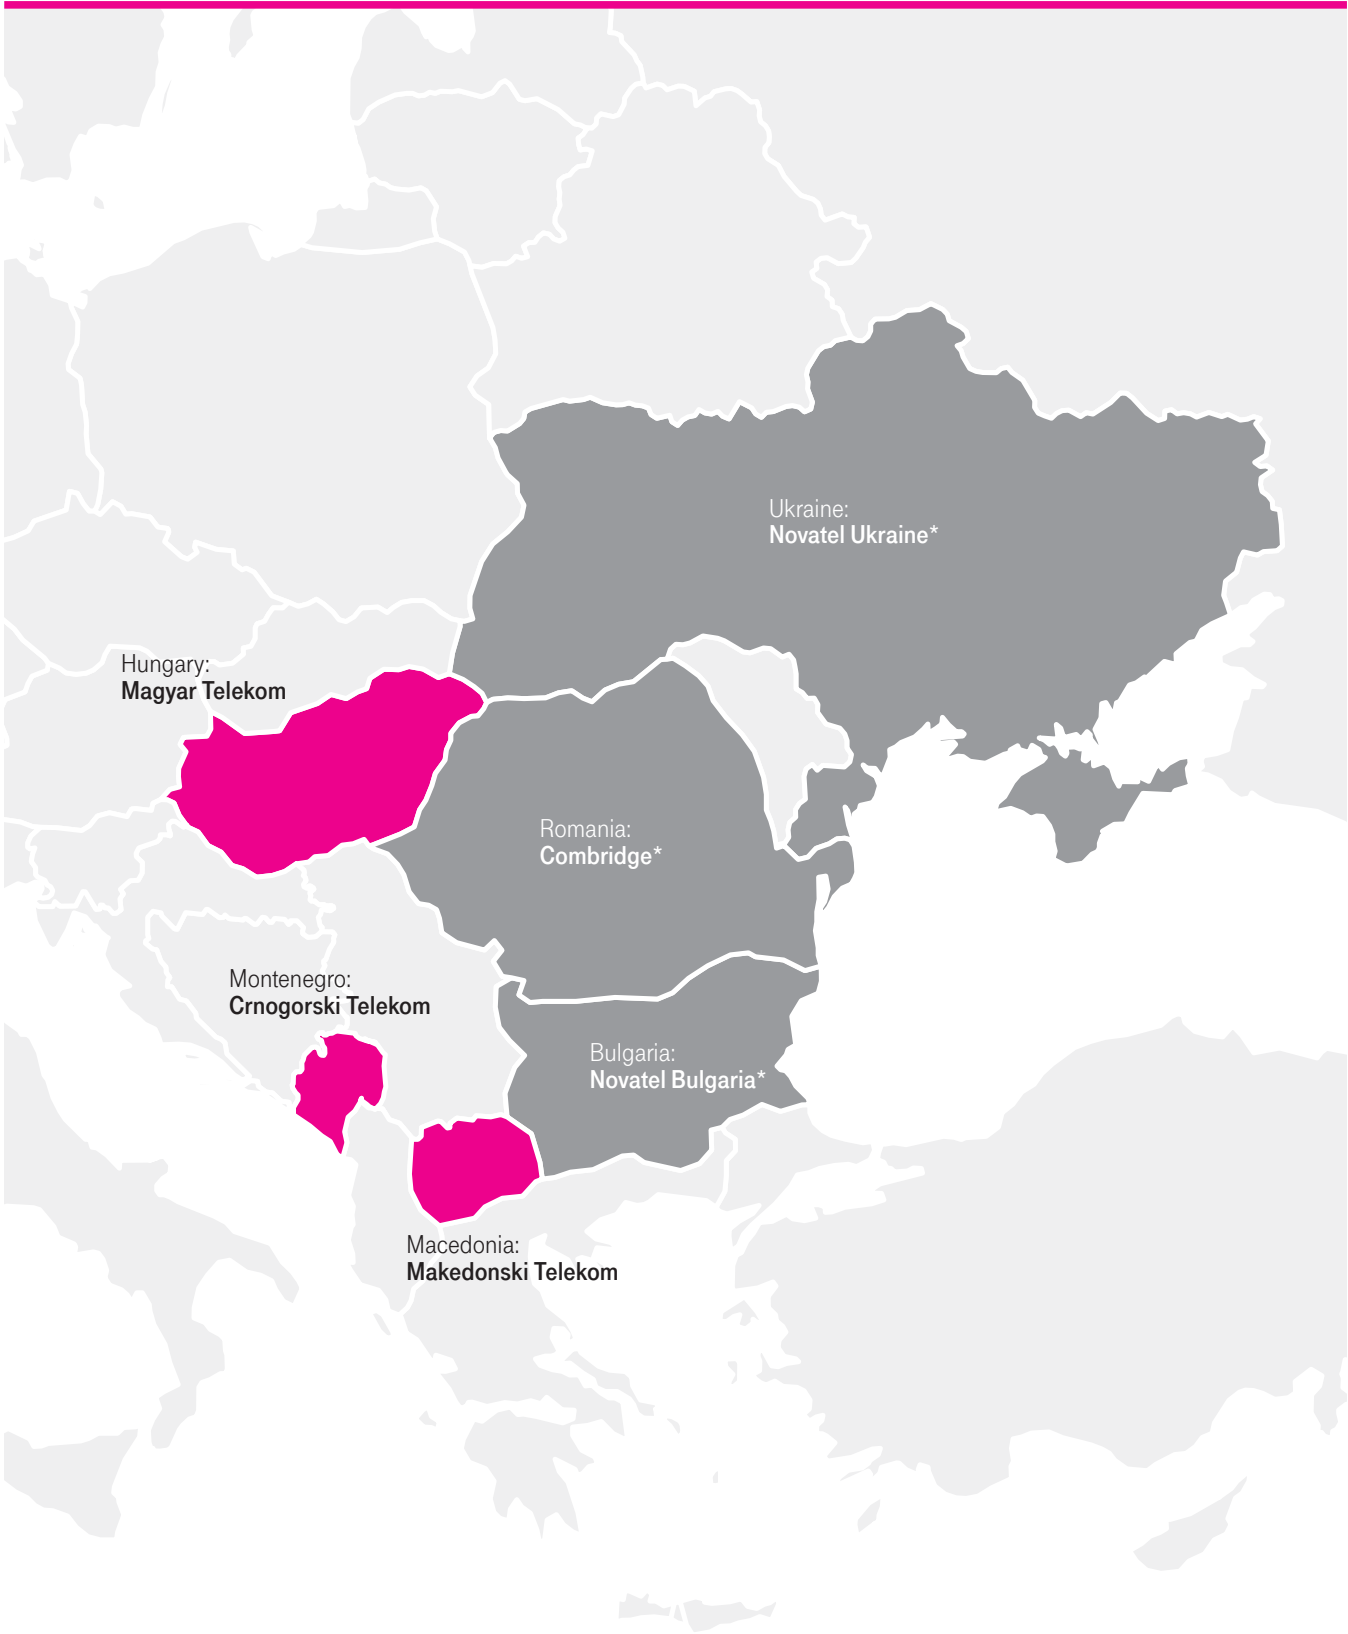 Ukraine:
Novatel Ukraine*
Hungary:
Magyar Telekom
Romania:
Combridge*
Montenegro:
Crnogorski Telekom
Bulgaria:
Novatel Bulgaria*
Macedonia:
Makedonski Telekom